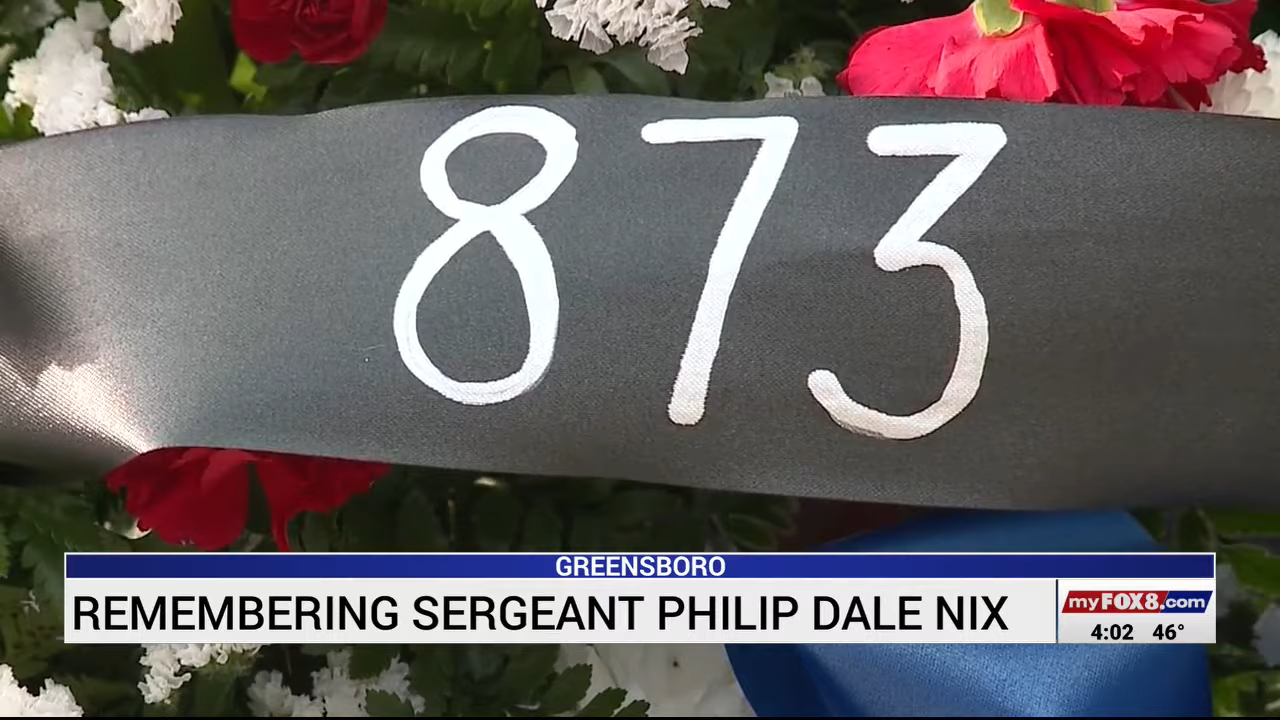 873
GREENSBORO
REMEMBERING SERGEANT PHILIP DALE NIX
myFOX8.com
4:02 46°